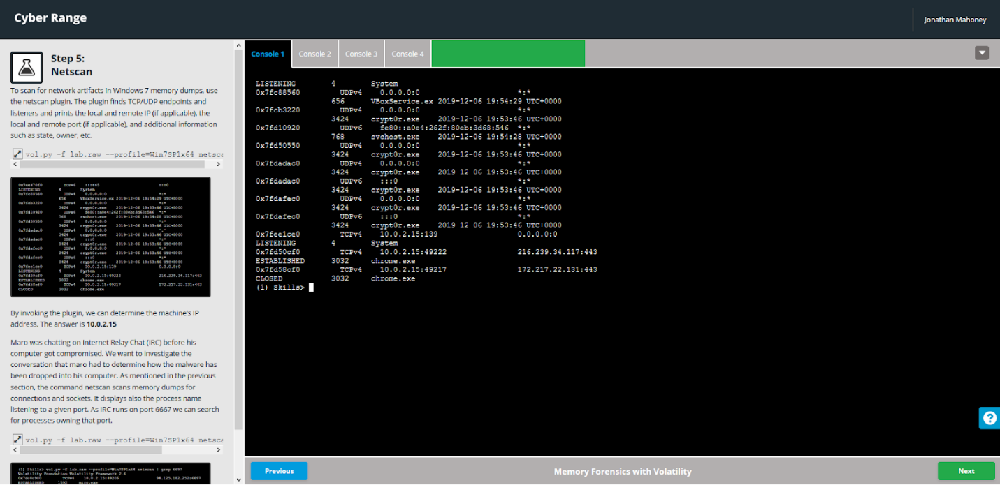 Cyber Range
Jonathan Mahoney
Step 5:
Netscan
To scan for network artifacts in Windows 7 memory dumps, use
the netscan plugin. The plugin finds TCP/UDP endpoints and
listeners and prints the local and remote IP (if applicable), the
local and remote port (if applicable), and additional information
such as state, owner, etc.
vol.py -f lab.raw --profile=Win7SP1x64 netsca
By invoking the plugin, we can determine the machine's IP
address. The answer is 10.0.2.15
Maro was chatting on Internet Relay Chat (IRC) before his
computer got compromised. We want to investigate the
conversation that maro had to determine how the malware has
been dropped into his computer. As mentioned in the previous
section, the command netscan scans memory dumps for
connections and sockets. It displays also the process name
listening to a given port. As IRC runs on port 6667 we can search
for processes owning that port.
vol.py -f lab.raw --profile=Win7SP1x64 netsca
(1) Skills> vol.py -f lab.raw --profile=Win7SP1x64 netscan | grep 6697
Volatility Foundation Volatility Framework 2.6
Console 1 Console 2 Console 3 Console 4
LISTENING 4 System
0x7fc88560 UDPv4 0.0.0.0:0 *:*
656 VBoxService.ex 2019-12-06 19:54:29 UTC+0000
0x7fcb3220 UDPv4 0.0.0.0:0 *:*
3424 crypt0r.exe 2019-12-06 19:53:46 UTC+0000
0x7fd10920 UDPv6 fe80::a0e4:262f:80eb:3d68:546 *:*
768 svchost.exe 2019-12-06 19:54:28 UTC+0000
0x7fd50550 UDPv4 0.0.0.0:0 *:*
3424 crypt0r.exe 2019-12-06 19:53:46 UTC+0000
0x7fdadac0 UDPv4 0.0.0.0:0 *:*
3424 crypt0r.exe 2019-12-06 19:53:46 UTC+0000
0x7fdadac0 UDPv6 :::0 *:*
3424 crypt0r.exe 2019-12-06 19:53:46 UTC+0000
0x7fdafec0 UDPv4 0.0.0.0:0 *:*
3424 crypt0r.exe 2019-12-06 19:53:46 UTC+0000
0x7fdafec0 UDPv6 :::0 *:*
3424 crypt0r.exe 2019-12-06 19:53:46 UTC+0000
0x7fee1ce0 TCPv4 10.0.2.15:139 0.0.0.0:0
LISTENING 4 System
0x7fd50cf0 TCPv4 10.0.2.15:49222 216.239.34.117:443
ESTABLISHED 3032 chrome.exe
0x7fd58cf0 TCPv4 10.0.2.15:49217 172.217.22.131:443
CLOSED 3032 chrome.exe
(1) Skills>
?
Previous
Memory Forensics with Volatility
Next